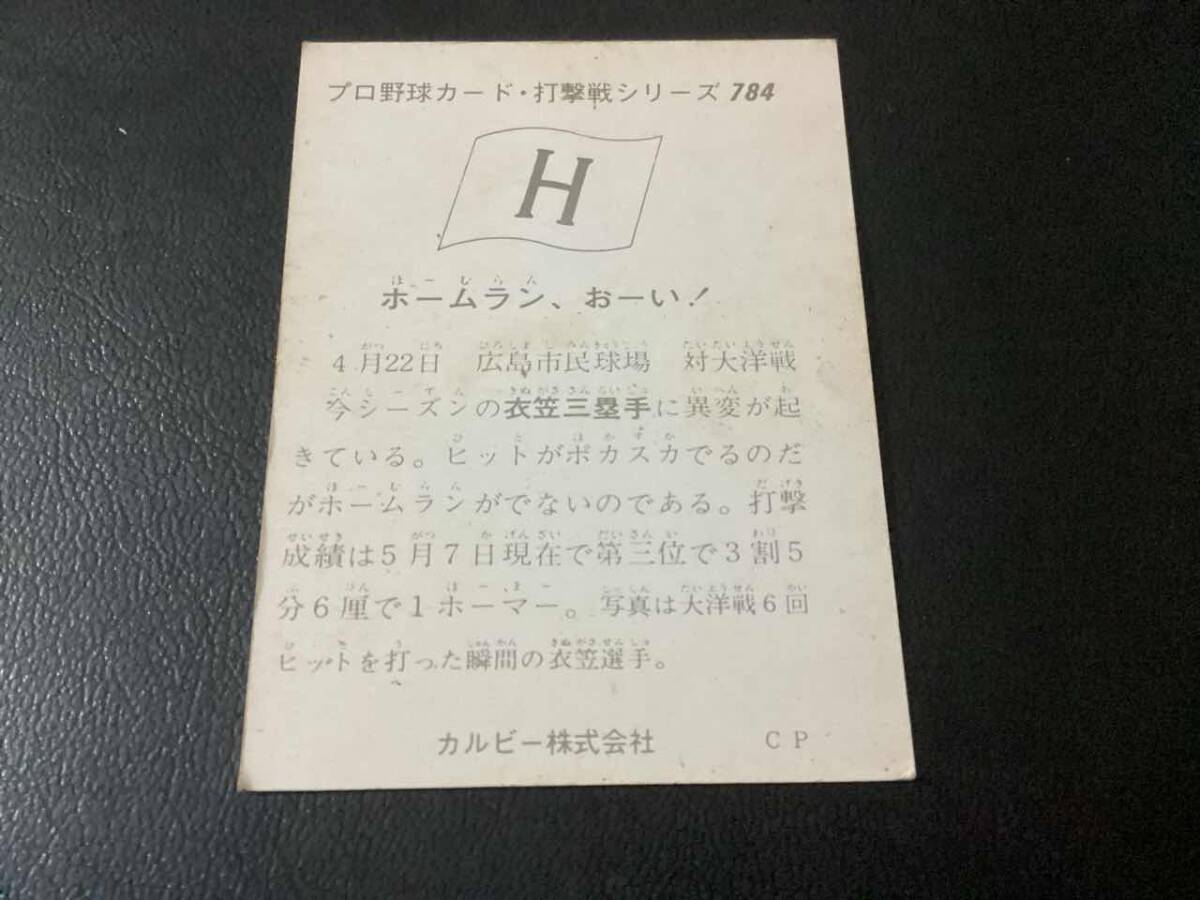 プロ野球カード・打撃戦シリーズ 784
H
ホームラン、おーい!
4月22日 広島市民球場 対大洋戦
今シーズンの衣笠三塁手に異変が起
きている。ヒットがポカスカでるのだ
がホームランがでないのである。打撃
成績は5月7日現在で第三位で3割5
分6厘で1ホーマー。写真は大洋戦6回
ヒットを打った瞬間の衣笠選手。
カルビー株式会社 CP